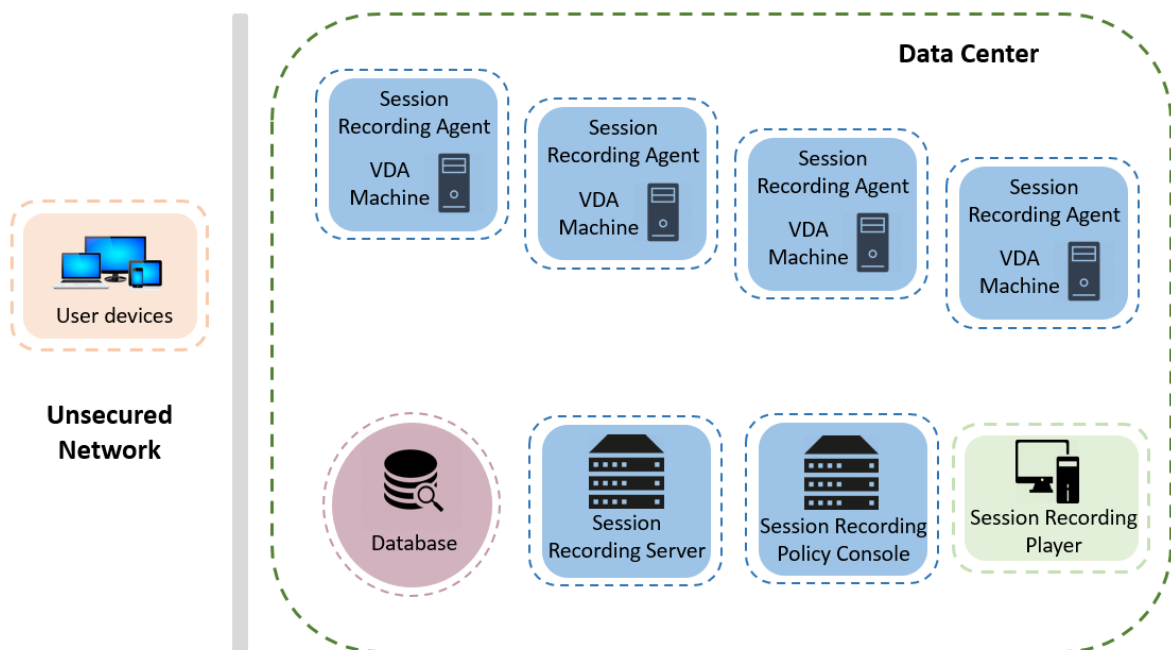 Data Center
Session
Recording Agent
VDA
Machine
Session
Recording Agent
VDA
Machine
Session
Recording Agent
VDA
Machine
Session
Recording Agent
VDA
Machine
User devices
Unsecured
Network
Database
Session
Recording Server
Session Recording
Policy Console
Session Recording
Player